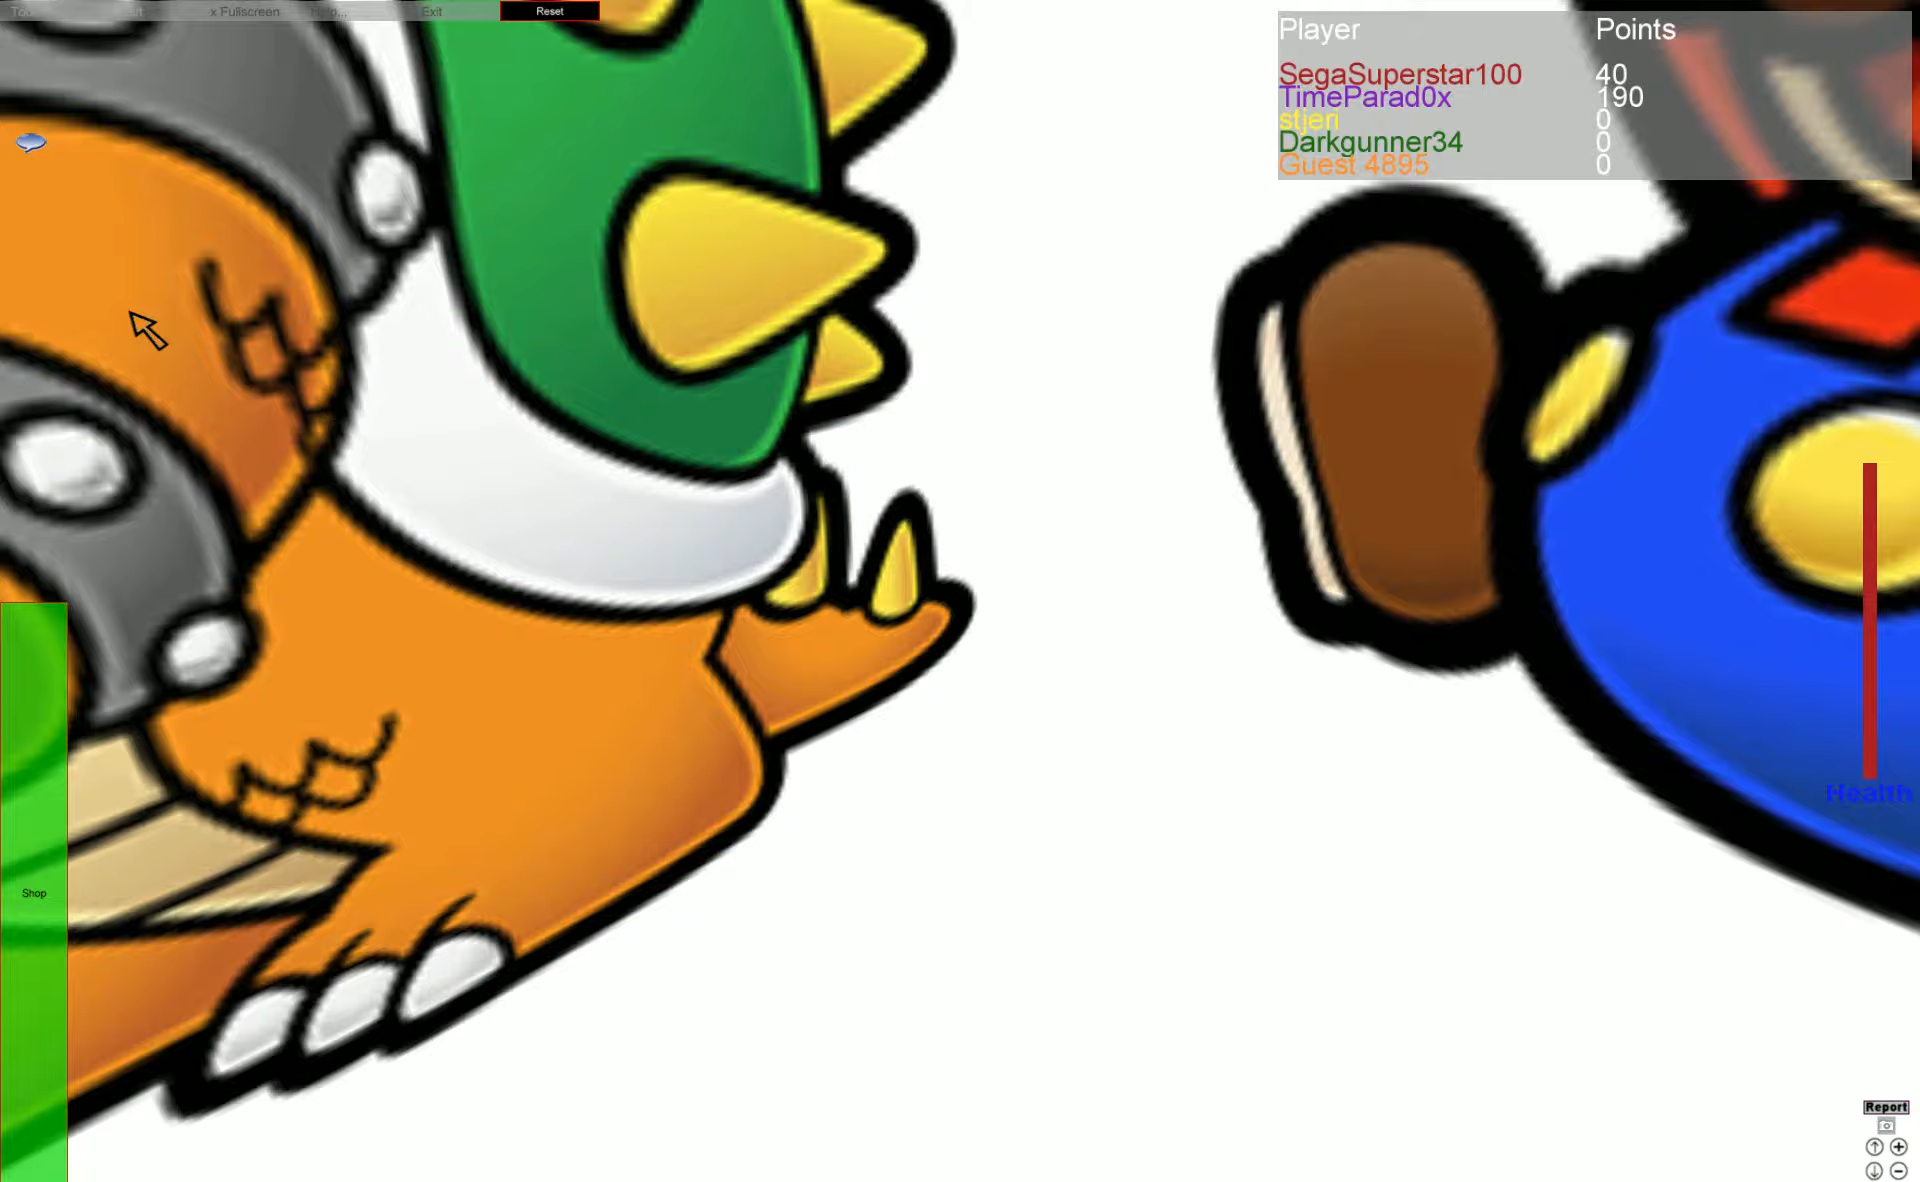 x Fullscreen Help... Exit Reset
Player Points
SegaSuperstar100 40
TimeParad0x 190
stjeri 0
Darkgunner34 0
Guest 4895 0
Health
Shop
Report